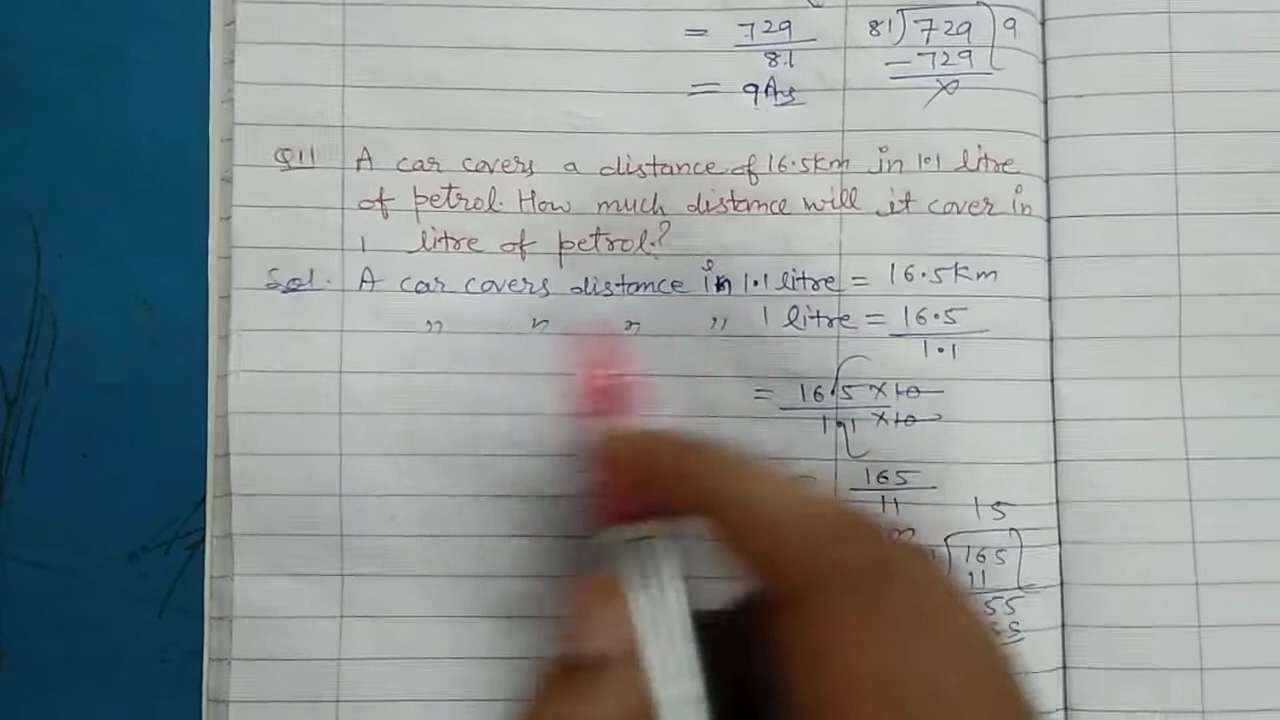 = 729 81)729(9
81 - 729
= 9 Ans x
Q11 A car covers a distance of 16.5km in 1.1 litre
of petrol. How much distance will it cover in
1 litre of petrol.?
Sol. A car covers distance in 1.1 litre = 16.5km
" " " " 1 litre = 16.5
1.1
= 16.5 x 10
1.1 x 10
165
11 15
165
11
55